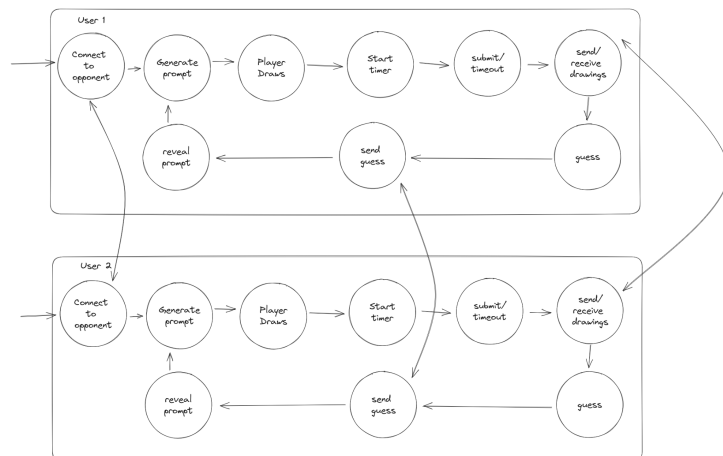 User 1
Connect
to
opponent
Generate
prompt
Player
Draws
Start
timer
submit/
timeout
send/
receive
drawings
reveal
prompt
send
guess
guess
User 2
Connect
to
opponent
Generate
prompt
Player
Draws
Start
timer
submit/
timeout
send/
receive
drawings
reveal
prompt
send
guess
guess